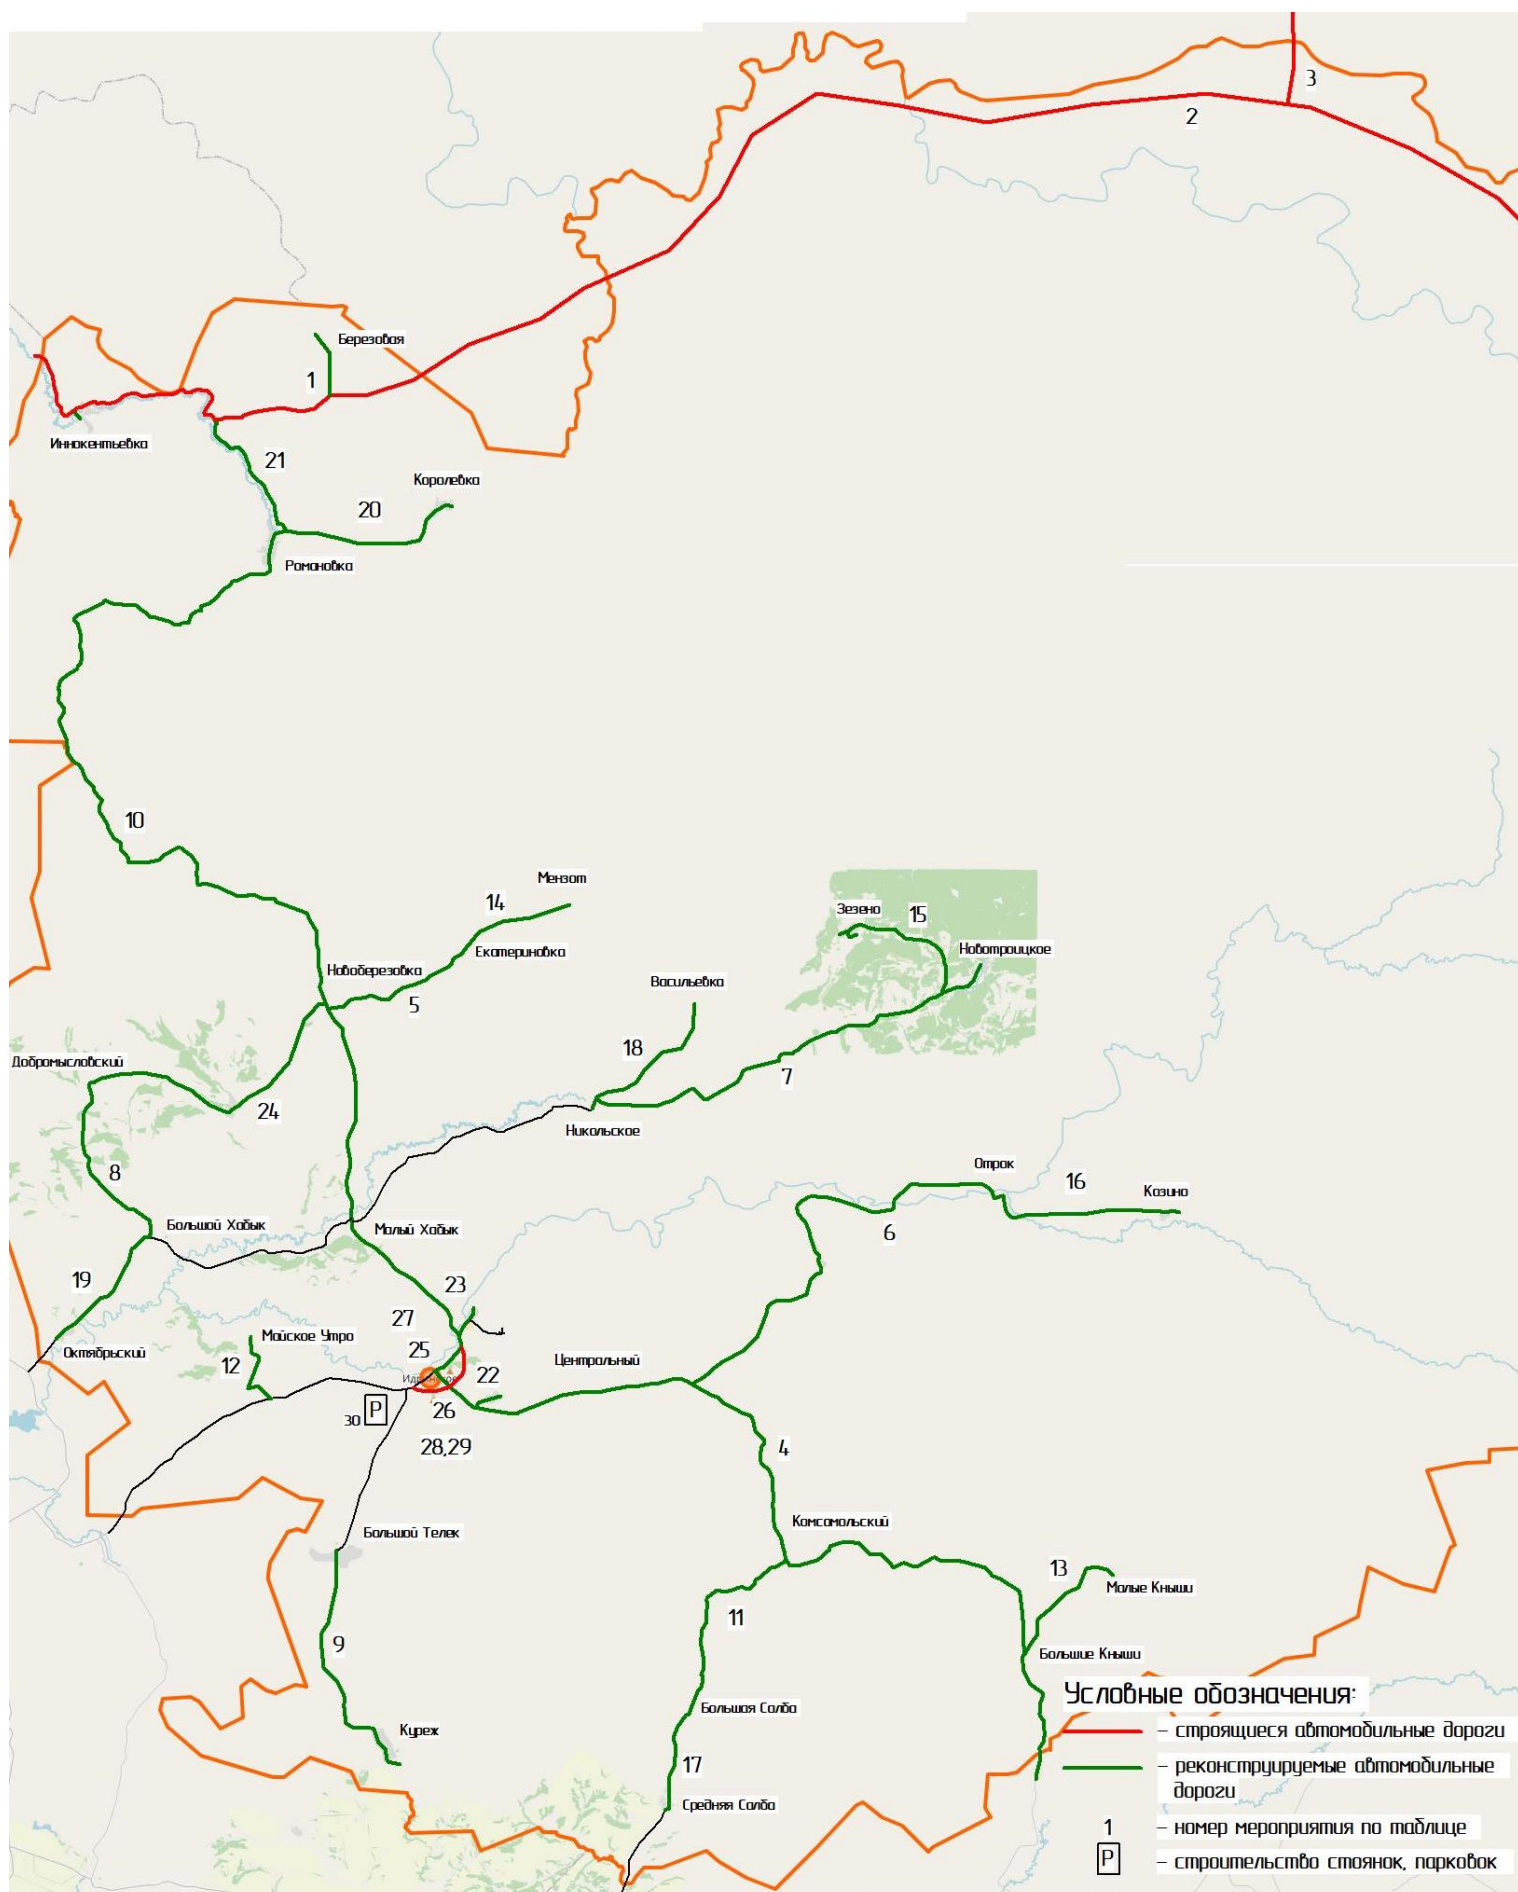 3
2
Березовая
1
Иннокентьевка
21
Королевка
20
Романовка
10
Мензот
14
Зезено
15
Екатериновка
Новотроицкое
Новоберезовка
Васильевка
5
18
Добромысловский
7
24
Никольское
Отрок
8
16
Козино
Большой Хабык
Малый Хабык
6
19
23
27
Майское Утро
Октябрьский
25
Центральный
12
22
Идринское
26
30 P
28,29
4
Комсомольский
Большой Телек
13
Малые Кныши
11
9
Большие Кныши
Условные обозначения:
Большая Салба
Куреж
– строящиеся автомобильные дороги
17
– реконструируемые автомобильные
дороги
Средняя Салба
1 – номер мероприятия по таблице
P – строительство стоянок, парковок